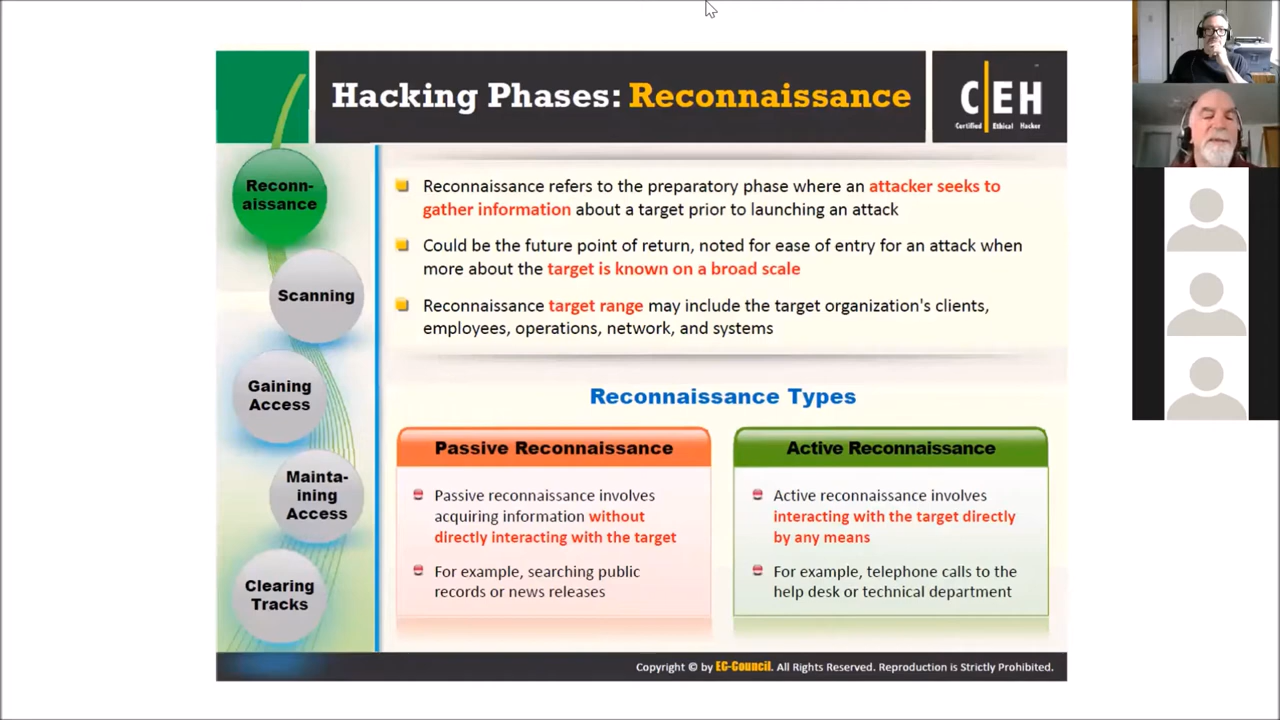 Hacking Phases: Reconnaissance
CEH
Certified Ethical Hacker
Reconn-
aissance
Scanning
Gaining
Access
Mainta-
ining
Access
Clearing
Tracks
Reconnaissance refers to the preparatory phase where an attacker seeks to
gather information about a target prior to launching an attack
Could be the future point of return, noted for ease of entry for an attack when
more about the target is known on a broad scale
Reconnaissance target range may include the target organization's clients,
employees, operations, network, and systems
Reconnaissance Types
Passive Reconnaissance
Passive reconnaissance involves
acquiring information without
directly interacting with the target
For example, searching public
records or news releases
Active Reconnaissance
Active reconnaissance involves
interacting with the target directly
by any means
For example, telephone calls to the
help desk or technical department
Copyright © by EG-Council. All Rights Reserved. Reproduction is Strictly Prohibited.